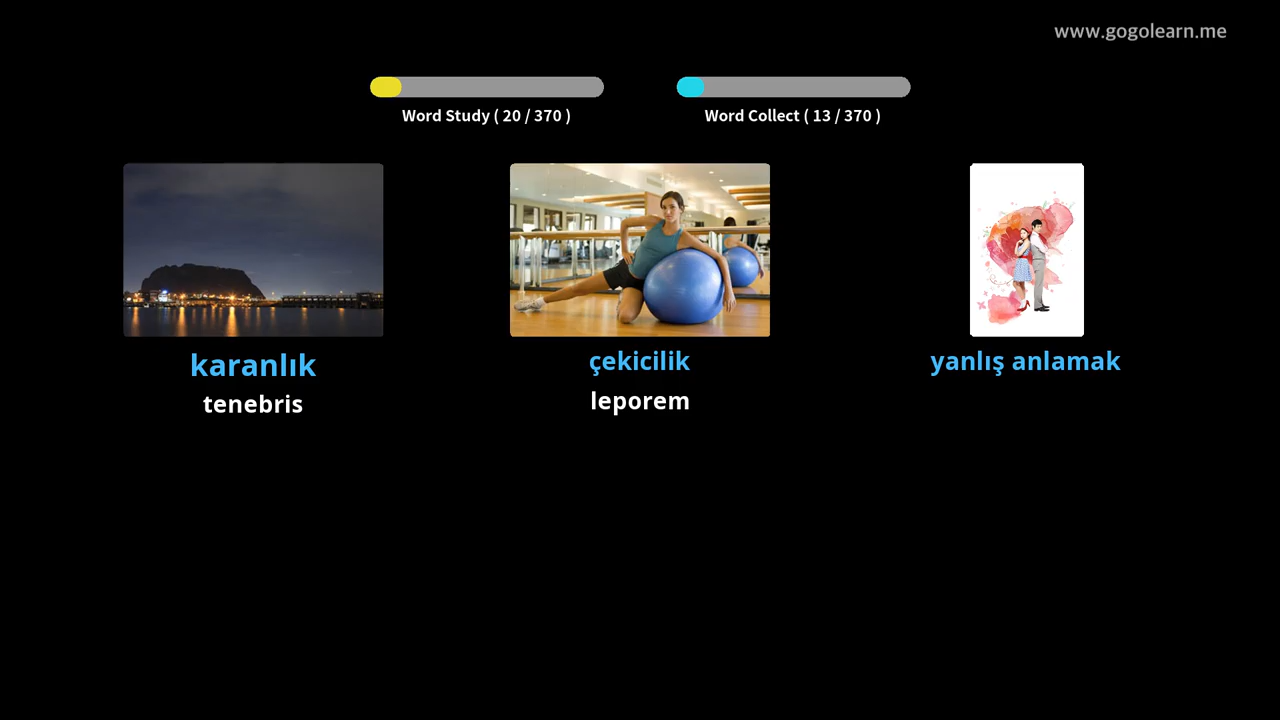 www.gogolearn.me
Word Study ( 20 / 370 )
Word Collect ( 13 / 370 )
karanlık
tenebris
çekicilik
leporem
yanlış anlamak